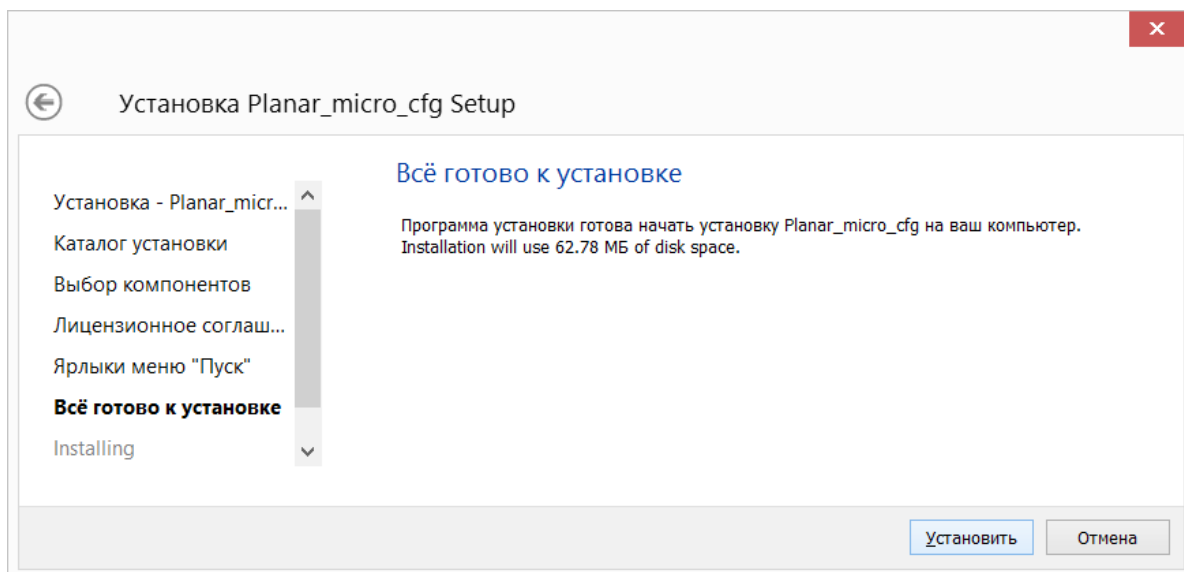 Установка Planar_micro_cfg Setup
Установка - Planar_micr...
Каталог установки
Выбор компонентов
Лицензионное соглаш...
Ярлыки меню "Пуск"
Всё готово к установке
Installing
Всё готово к установке
Программа установки готова начать установку Planar_micro_cfg на ваш компьютер.
Installation will use 62.78 МБ of disk space.
Установить
Отмена